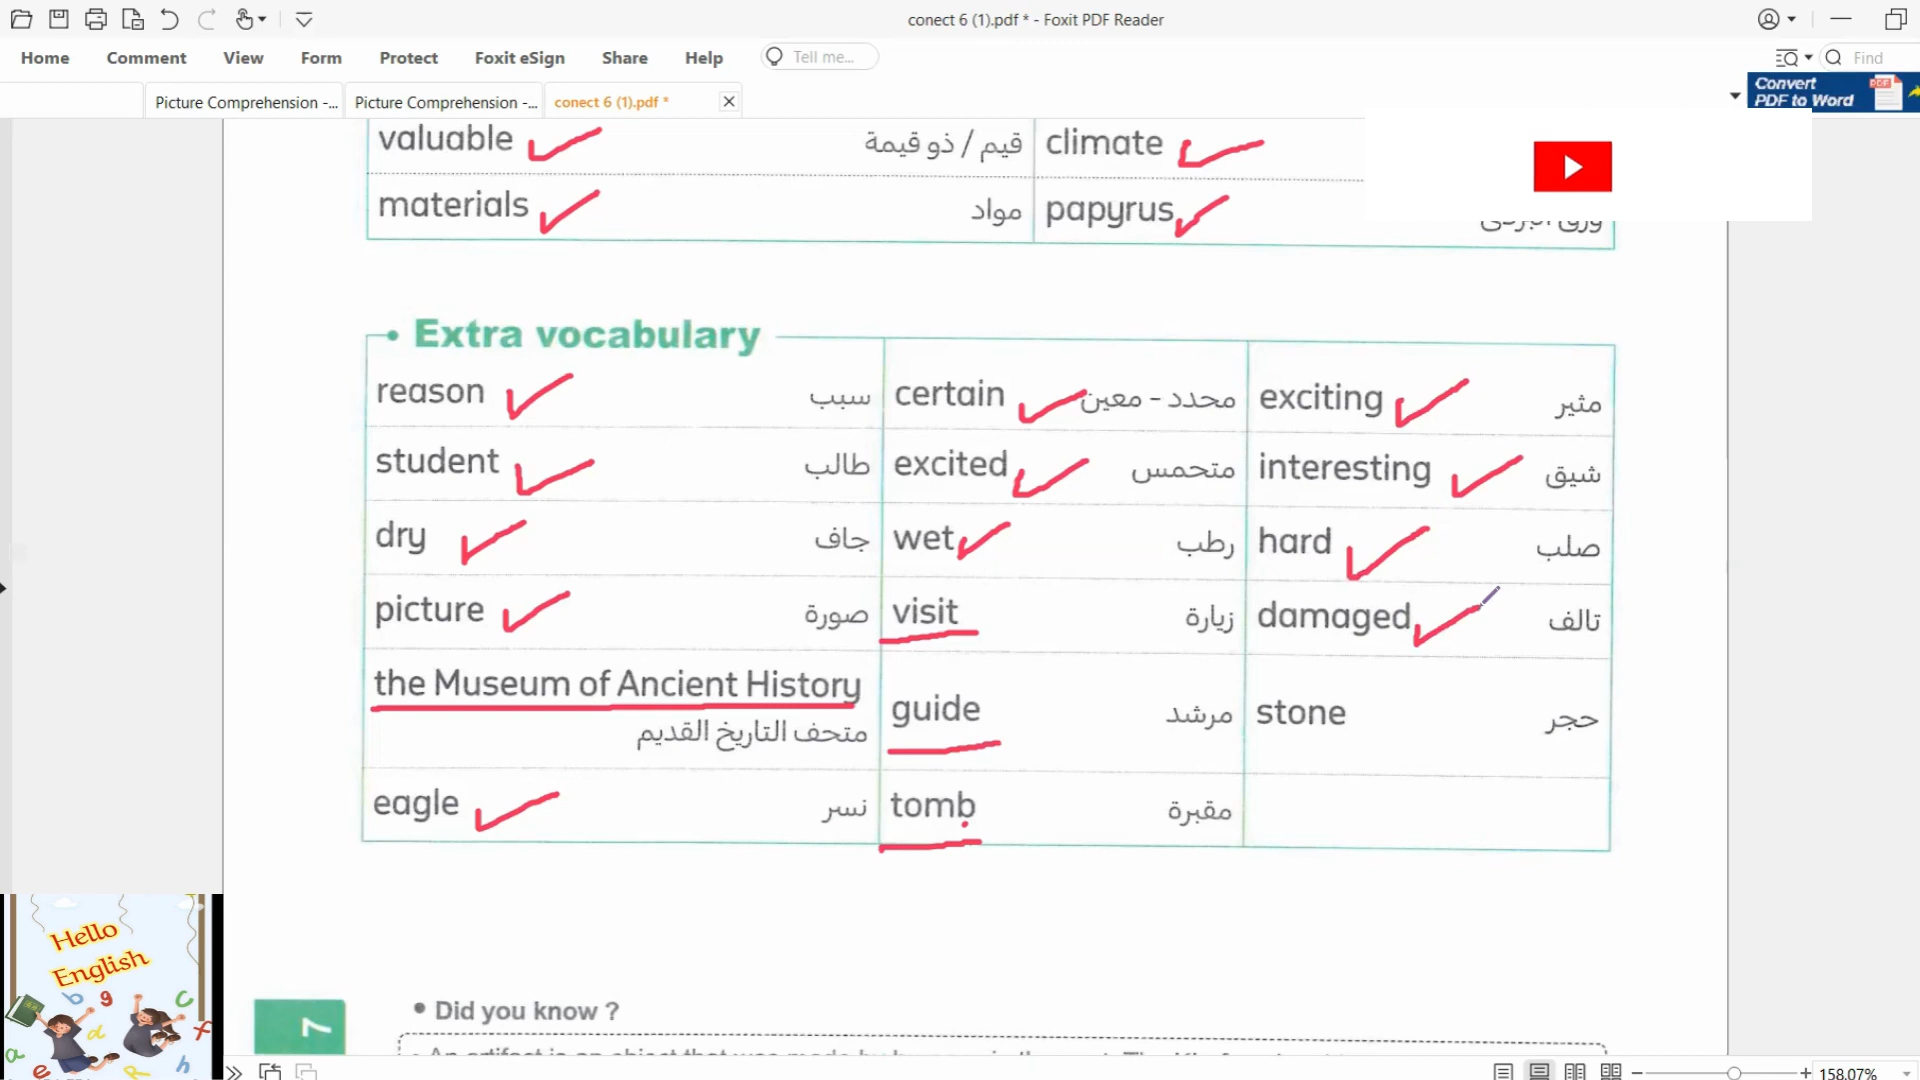 conect 6 (1).pdf * - Foxit PDF Reader
Home Comment View Form Protect Foxit eSign Share Help Tell me... Find
Picture Comprehension -... Picture Comprehension -... conect 6 (1).pdf *
Convert
PDF to Word
valuable قيم / ذو قيمة climate
materials مواد papyrus
Extra vocabulary
reason سبب certain محدد - معين exciting مثير
student طالب excited متحمس interesting شيق
dry جاف wet رطب hard صلب
picture صورة visit زيارة damaged تالف
the Museum of Ancient History guide مرشد stone حجر
متحف التاريخ القديم
eagle نسر tomb مقبرة
Hello
English
7
• Did you know ?
158.07%